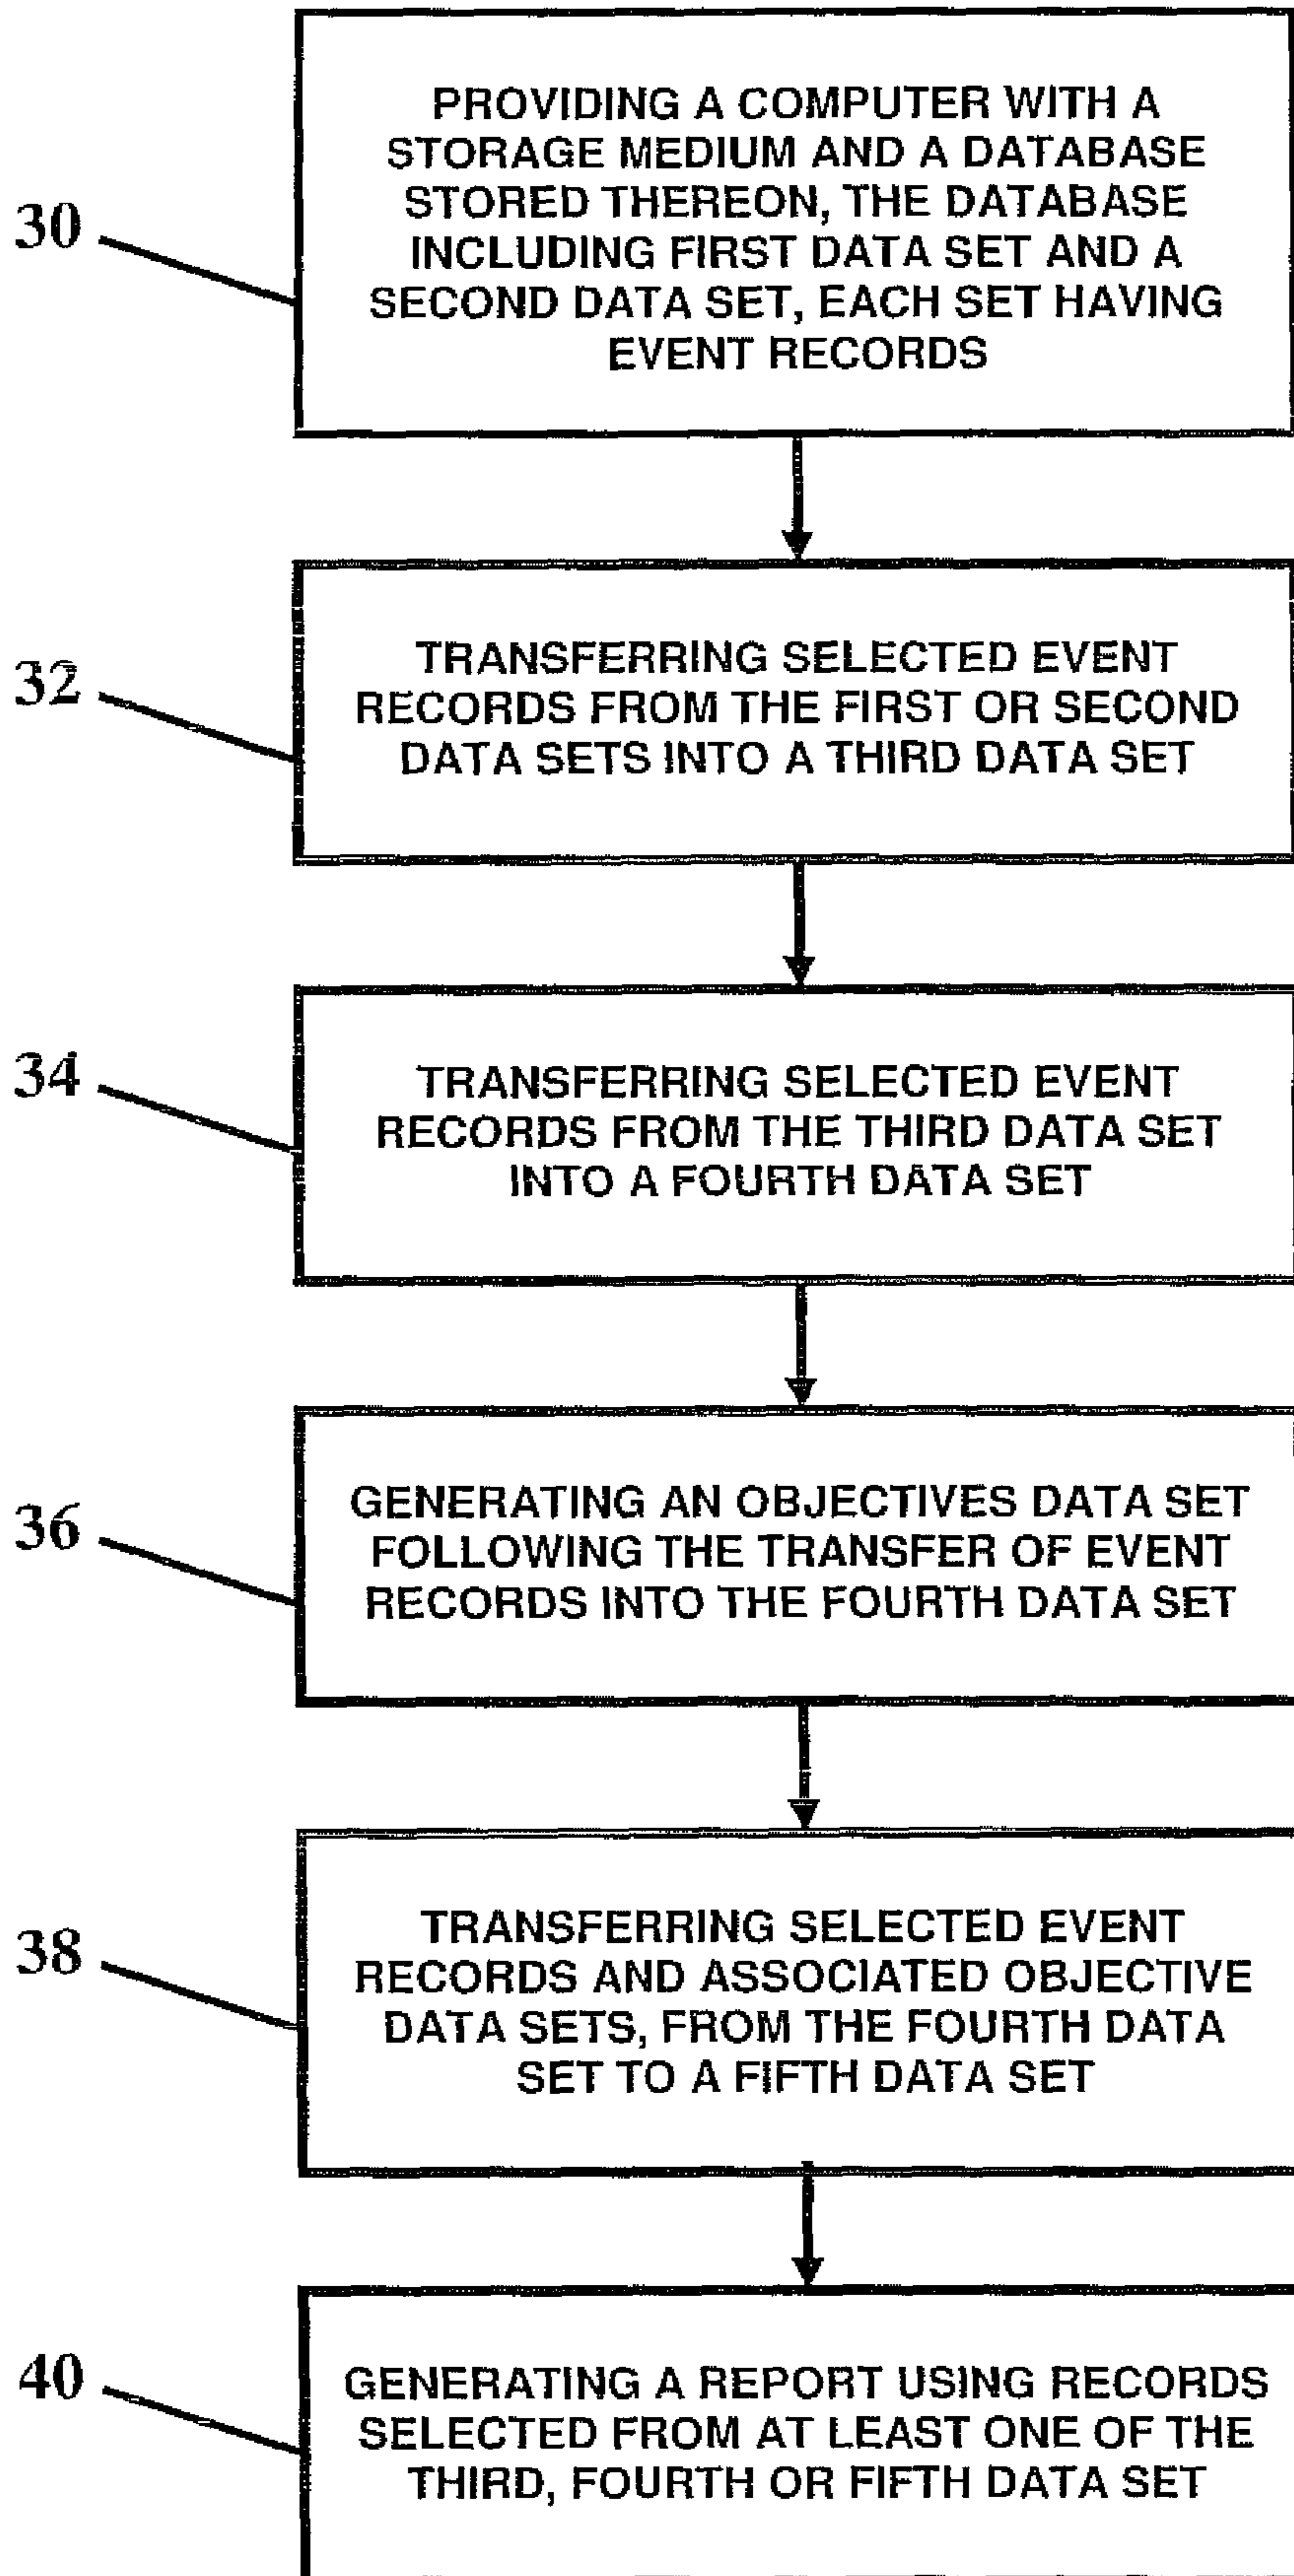 PROVIDING A COMPUTER WITH A
STORAGE MEDIUM AND A DATABASE
STORED THEREON, THE DATABASE
INCLUDING FIRST DATA SET AND A
SECOND DATA SET, EACH SET HAVING
EVENT RECORDS
30
TRANSFERRING SELECTED EVENT
RECORDS FROM THE FIRST OR SECOND
DATA SETS INTO A THIRD DATA SET
32
TRANSFERRING SELECTED EVENT
RECORDS FROM THE THIRD DATA SET
INTO A FOURTH DATA SET
34
GENERATING AN OBJECTIVES DATA SET
FOLLOWING THE TRANSFER OF EVENT
RECORDS INTO THE FOURTH DATA SET
36
TRANSFERRING SELECTED EVENT
RECORDS AND ASSOCIATED OBJECTIVE
DATA SETS, FROM THE FOURTH DATA
SET TO A FIFTH DATA SET
38
GENERATING A REPORT USING RECORDS
SELECTED FROM AT LEAST ONE OF THE
THIRD, FOURTH OR FIFTH DATA SET
40